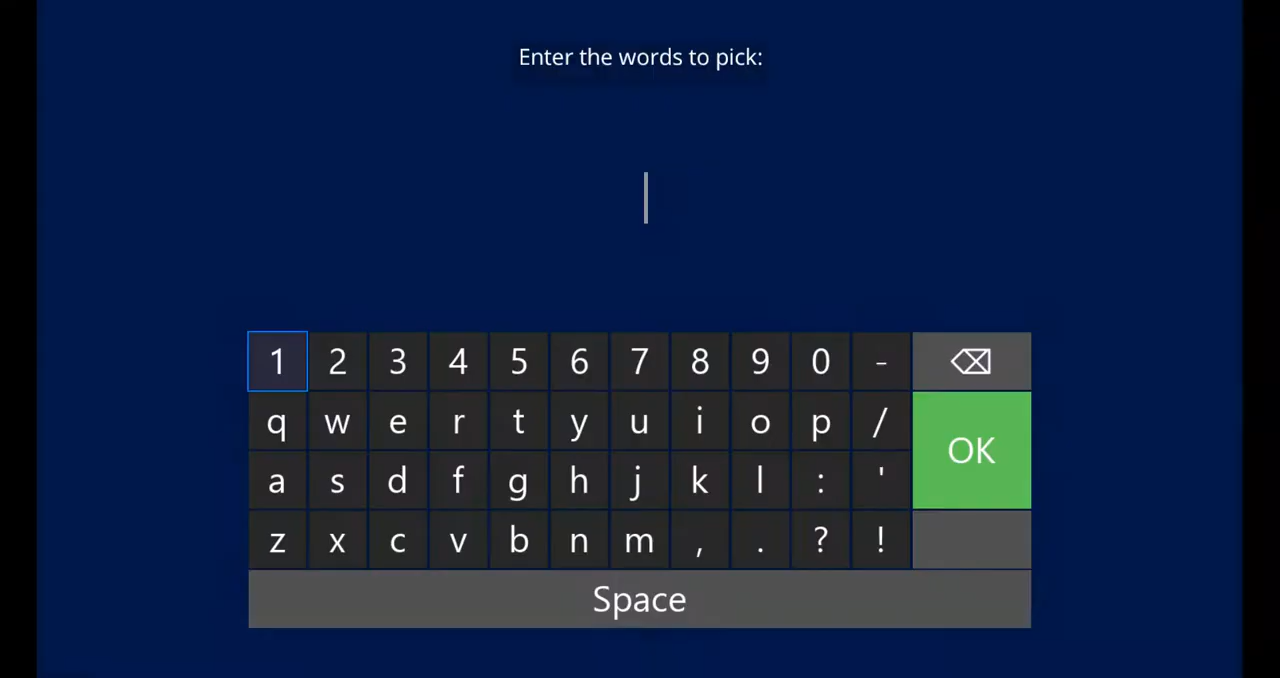 Enter the words to pick:
1 2 3 4 5 6 7 8 9 0 - ⌫
q w e r t y u i o p / OK
a s d f g h j k l : '
z x c v b n m , . ? !
Space